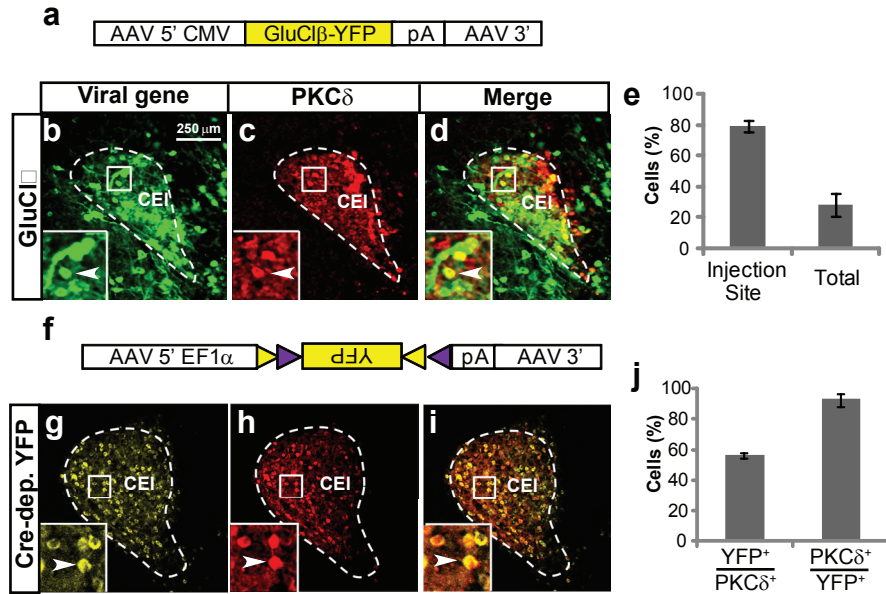 a
AAV 5' CMV GluClβ-YFP pA AAV 3'
Viral gene PKCδ Merge
GluCl□
b 250 μm CEl
c CEl
d CEl
e
Cells (%)
100
80
60
40
20
0
Injection Site
Total
f
AAV 5' EF1α YFP pA AAV 3'
Cre-dep. YFP
g CEl
h CEl
i CEl
j
Cells (%)
100
80
60
40
20
0
YFP⁺
PKCδ⁺
PKCδ⁺
YFP⁺